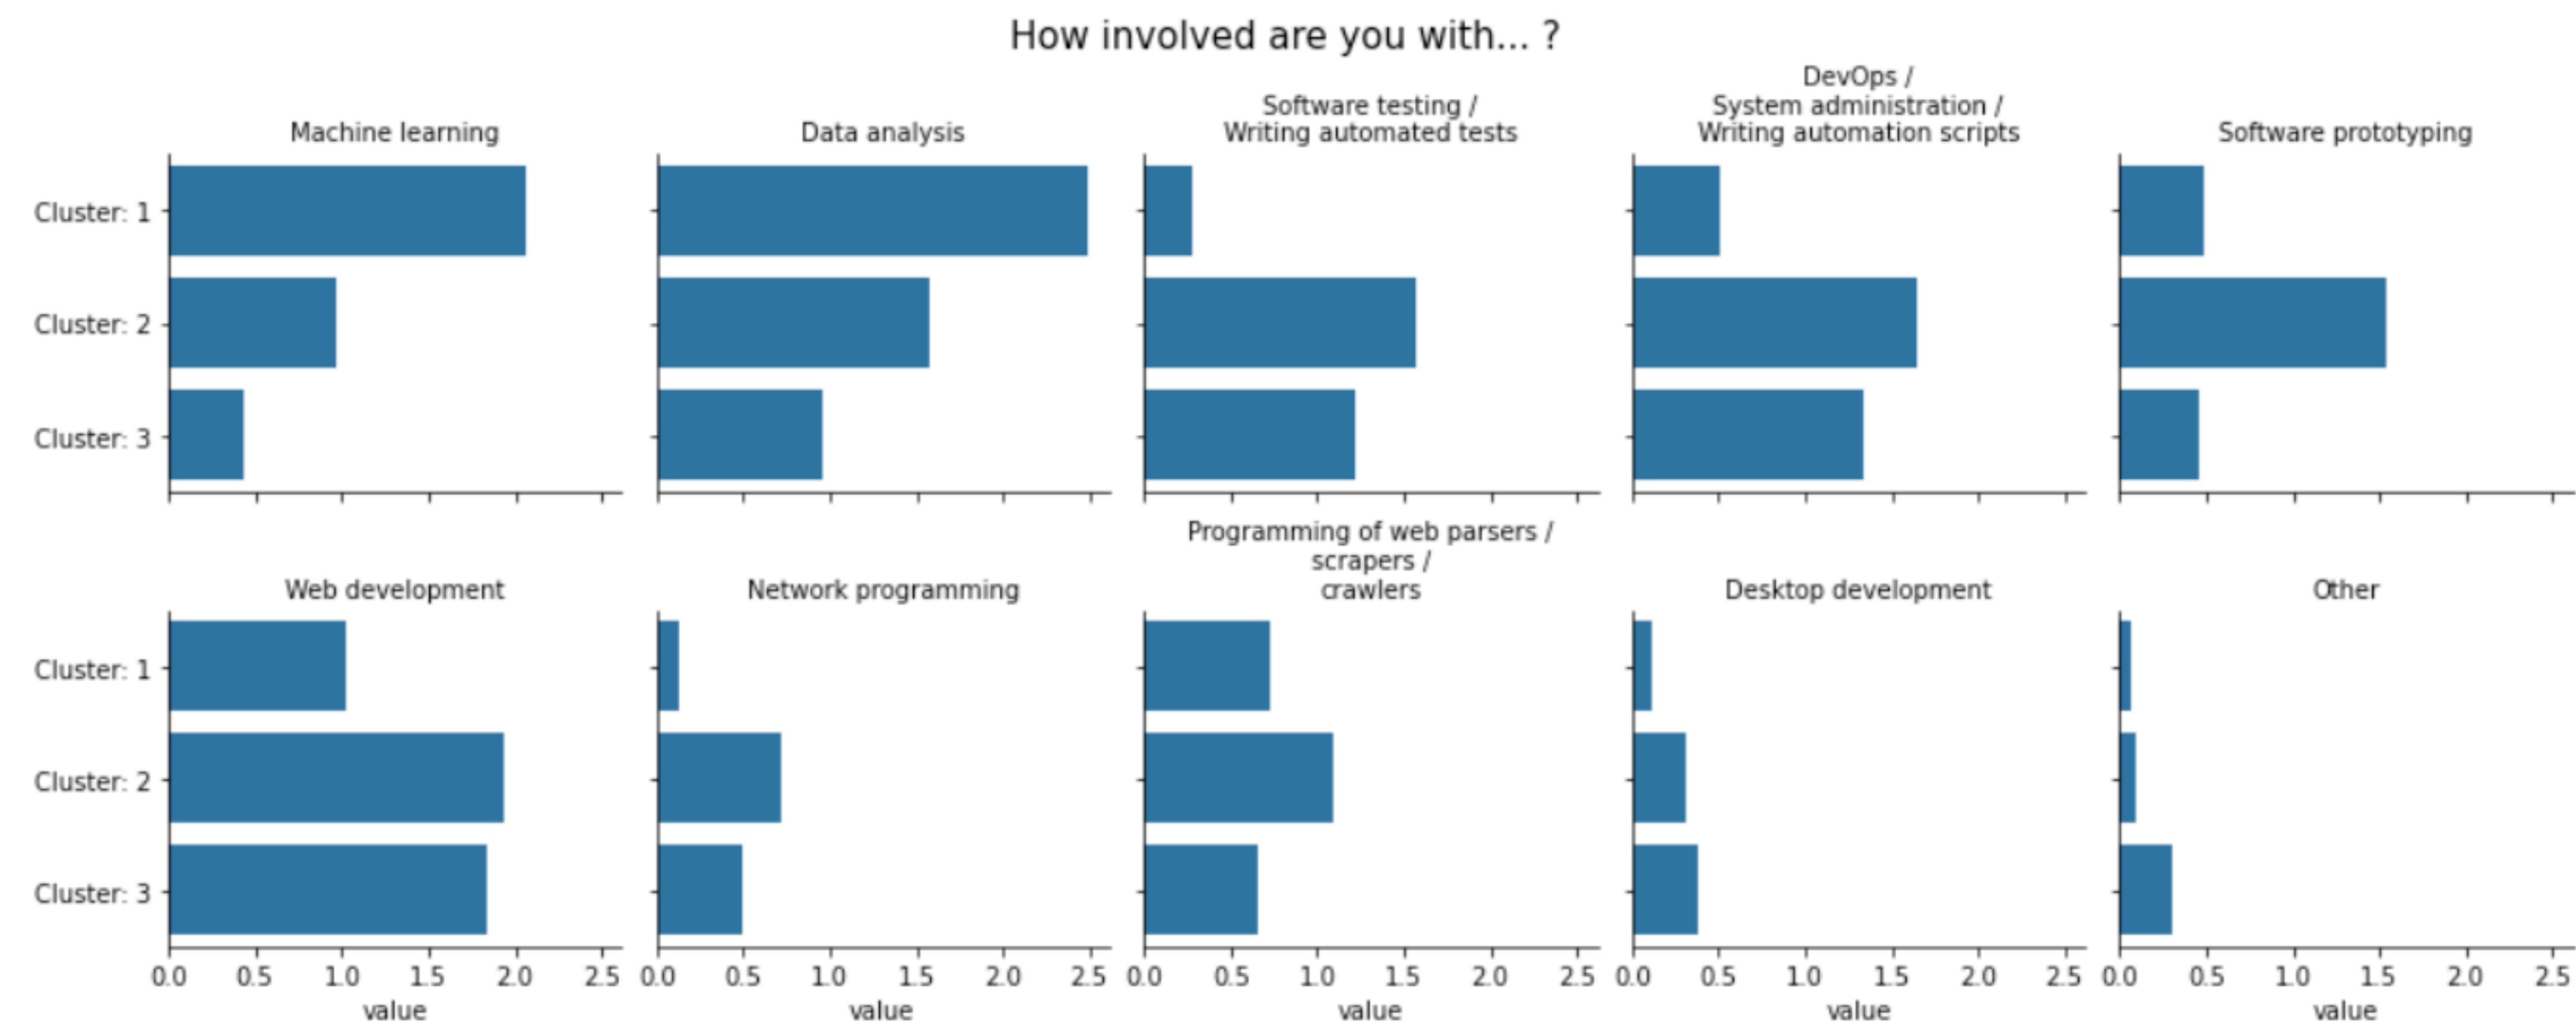 How involved are you with... ?
Machine learning
Data analysis
Software testing /
Writing automated tests
DevOps /
System administration /
Writing automation scripts
Software prototyping
Cluster: 1
Cluster: 2
Cluster: 3
Web development
Network programming
Programming of web parsers /
scrapers /
crawlers
Desktop development
Other
Cluster: 1
Cluster: 2
Cluster: 3
0.0 0.5 1.0 1.5 2.0 2.5
value
0.0 0.5 1.0 1.5 2.0 2.5
value
0.0 0.5 1.0 1.5 2.0 2.5
value
0.0 0.5 1.0 1.5 2.0 2.5
value
0.0 0.5 1.0 1.5 2.0 2.5
value